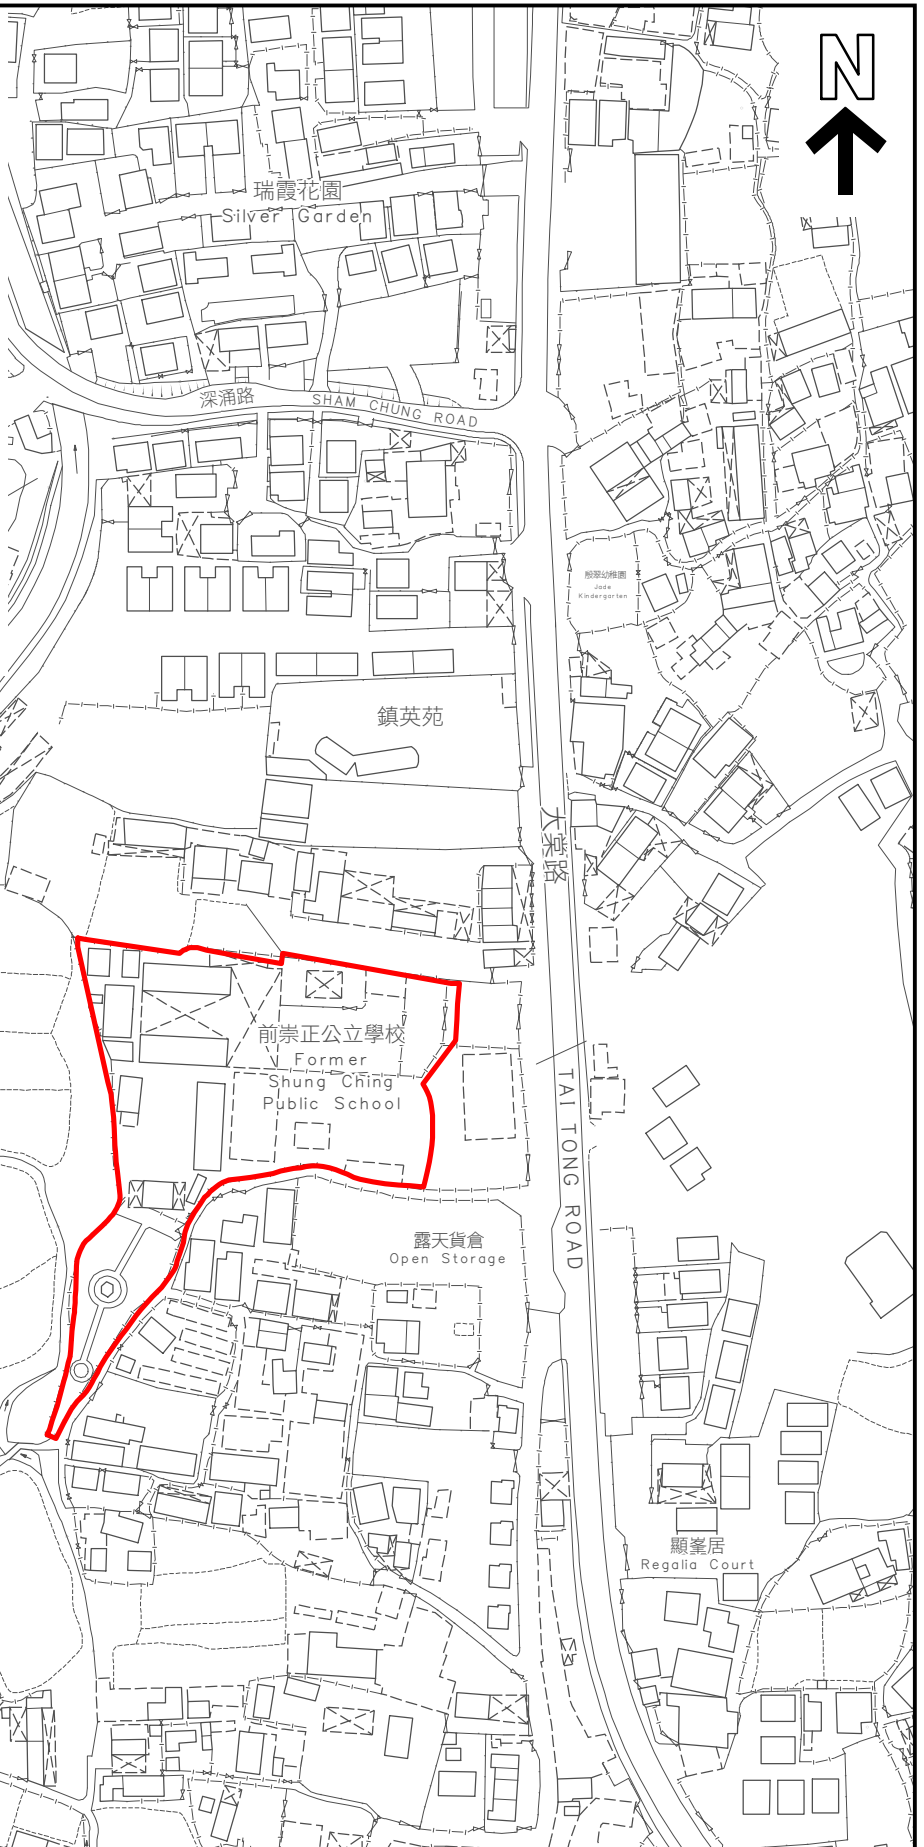 N
瑞霞花園
Silver Garden
深涌路
SHAM CHUNG ROAD
Jade
Kindergarten
鎮英苑
大棠路
前崇正公立學校
Former
Shung Ching
Public School
TAI TONG ROAD
露天貨倉
Open Storage
顯峯居
Regalia Court